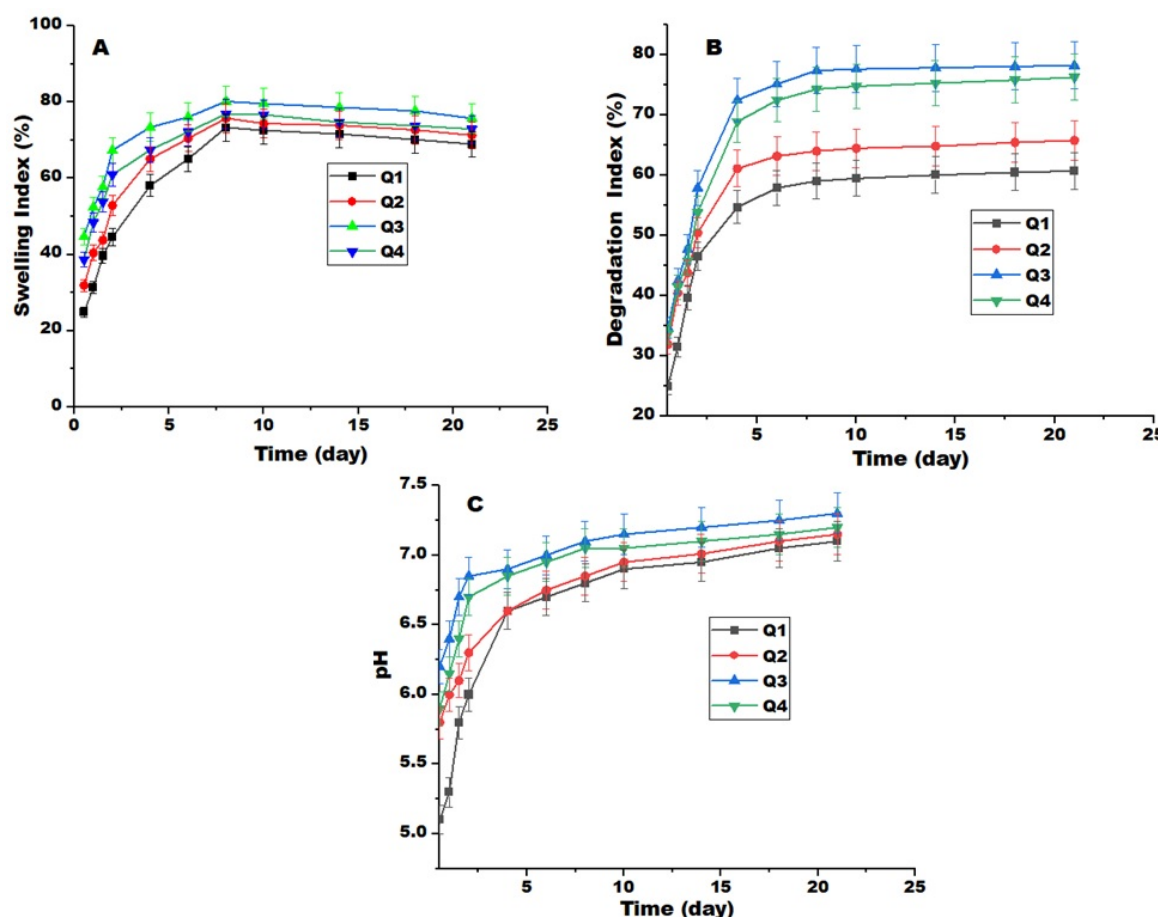 A
Swelling Index (%)
100
80
60
40
20
0
Q1
Q2
Q3
Q4
0 5 10 15 20 25
Time (day)
B
Degradation Index (%)
80
70
60
50
40
30
20
Q1
Q2
Q3
Q4
5 10 15 20 25
Time (day)
C
pH
7.5
7.0
6.5
6.0
5.5
5.0
Q1
Q2
Q3
Q4
5 10 15 20 25
Time (day)